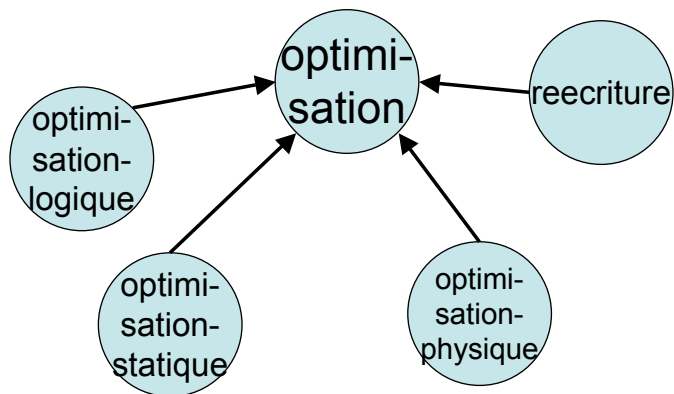 optimi-
sation
reecriture
optimi-
sation-
logique
optimi-
sation-
statique
optimi-
sation-
physique